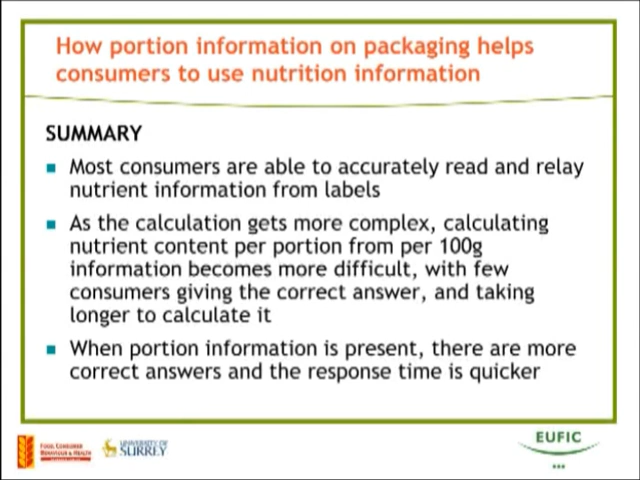 How portion information on packaging helps
consumers to use nutrition information
SUMMARY
Most consumers are able to accurately read and relay
nutrient information from labels
As the calculation gets more complex, calculating
nutrient content per portion from per 100g
information becomes more difficult, with few
consumers giving the correct answer, and taking
longer to calculate it
When portion information is present, there are more
correct answers and the response time is quicker
FOOD, CONSUMER
BEHAVIOUR & HEALTH
UNIVERSITY OF
SURREY
EUFIC